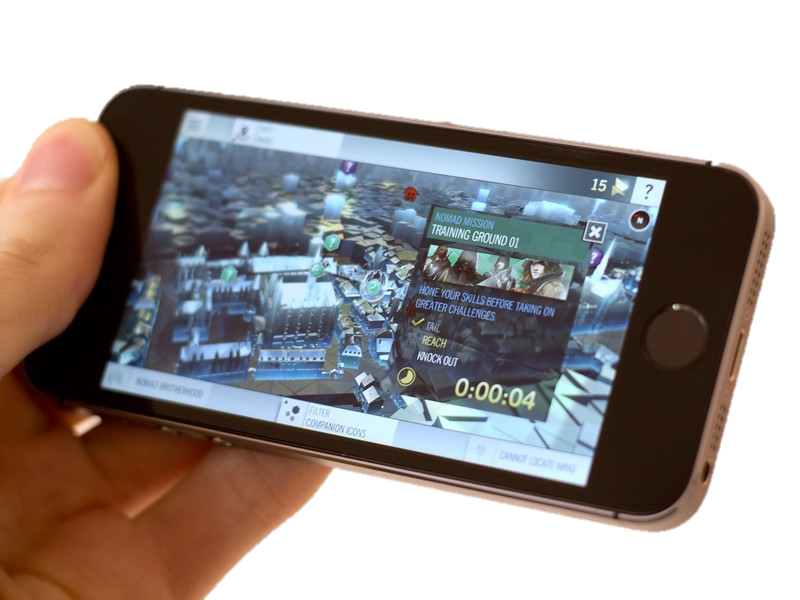 15
?
N
NOMAD MISSION
TRAINING GROUND 01
HONE YOUR SKILLS BEFORE TAKING ON
GREATER CHALLENGES
TAIL
REACH
KNOCK OUT
0:00:04
NOMAD BROTHERHOOD
FILTER
COMPANION ICONS
CANNOT LOCATE